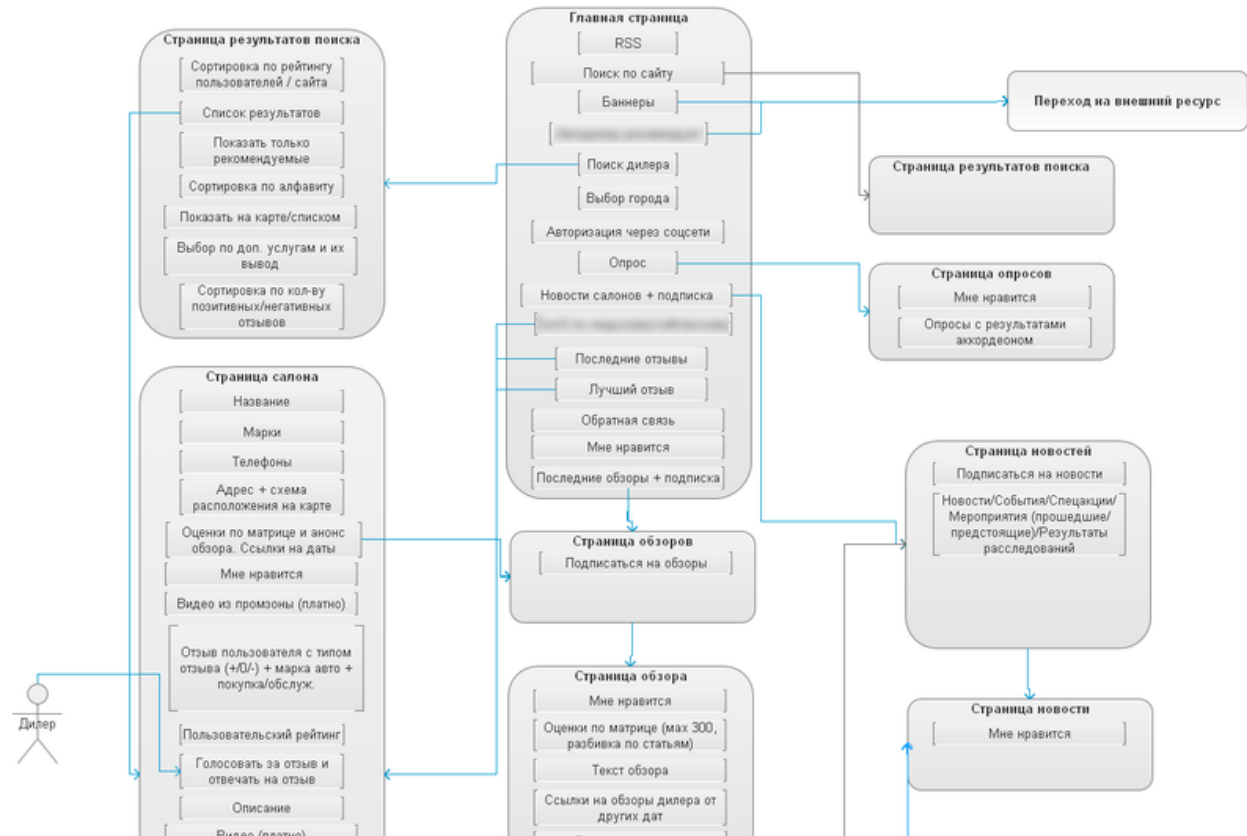 Главная страница
RSS
Поиск по сайту
Баннеры
Поиск дилера
Выбор города
Авторизация через соцсети
Опрос
Новости салонов + подписка
Последние отзывы
Лучший отзыв
Обратная связь
Мне нравится
Последние обзоры + подписка
Страница результатов поиска
Сортировка по рейтингу
пользователей / сайта
Список результатов
Показать только
рекомендуемые
Сортировка по алфавиту
Показать на карте/списком
Выбор по доп. услугам и их
вывод
Сортировка по кол-ву
позитивных/негативных
отзывов
Страница салона
Название
Марки
Телефоны
Адрес + схема
расположения на карте
Оценки по матрице и анонс
обзора. Ссылки на даты
Мне нравится
Видео из промзоны (платно)
Отзыв пользователя с типом
отзыва (+/0/-) + марка авто +
покупка/обслуж.
Пользовательский рейтинг
Голосовать за отзыв и
отвечать на отзыв
Описание
Видео (платно)
Дилер
Страница обзоров
Подписаться на обзоры
Страница обзора
Мне нравится
Оценки по матрице (мах 300,
разбивка по статьям)
Текст обзора
Ссылки на обзоры дилера от
других дат
Переход на внешний ресурс
Страница результатов поиска
Страница опросов
Мне нравится
Опросы с результатами
аккордеоном
Страница новостей
Подписаться на новости
Новости/События/Спецакции/
Мероприятия (прошедшие/
предстоящие)/Результаты
расследований
Страница новости
Мне нравится